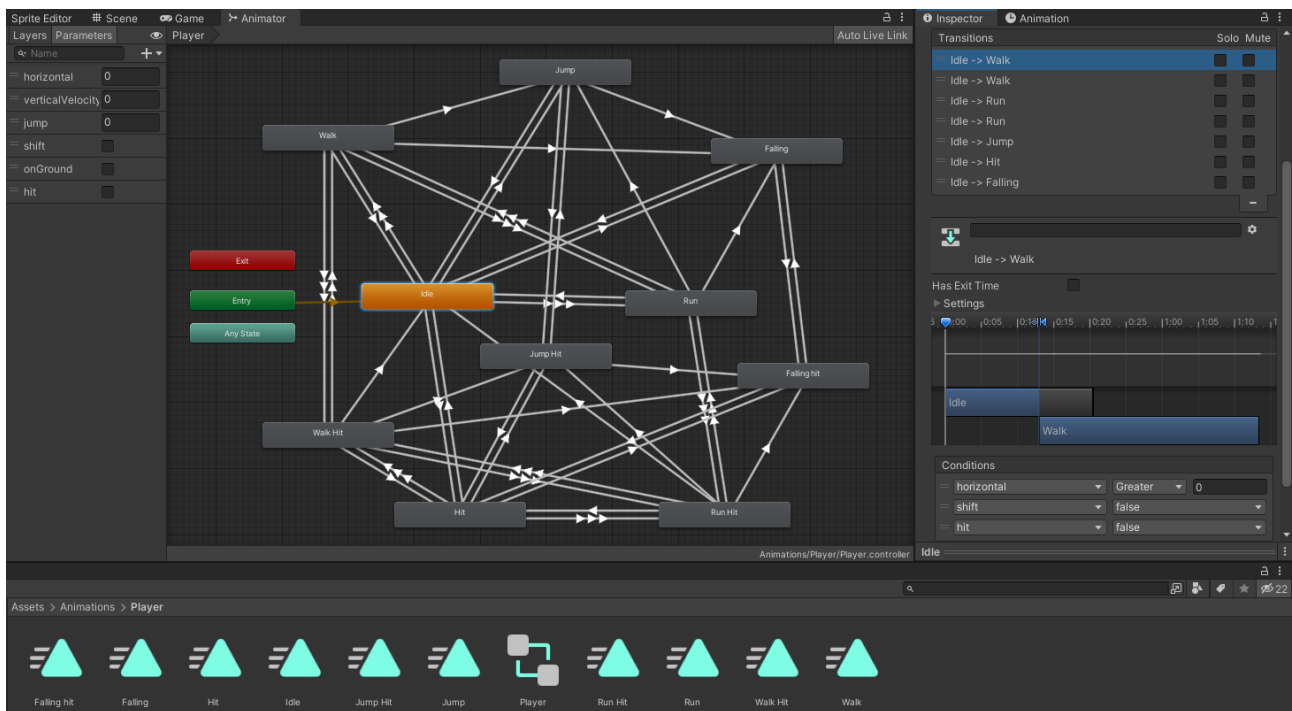 Sprite Editor
Scene
Game
Animator
Layers Parameters
Player
Auto Live Link
Name
horizontal 0
verticalVelocity 0
jump 0
shift
onGround
hit
Jump
Walk
Falling
Exit
Entry
Any State
Idle
Run
Jump Hit
Falling hit
Walk Hit
Hit
Run Hit
Animations/Player/Player.controller
Inspector
Animation
Transitions Solo Mute
Idle -> Walk
Idle -> Walk
Idle -> Run
Idle -> Run
Idle -> Jump
Idle -> Hit
Idle -> Falling
Idle -> Walk
Has Exit Time
Settings
:00 0:05 0:15 0:20 0:25 1:00 1:05 1:10
Idle
Walk
Conditions
horizontal Greater 0
shift false
hit false
Idle
22
Assets > Animations > Player
Falling hit Falling Hit Idle Jump Hit Jump Player Run Hit Run Walk Hit Walk